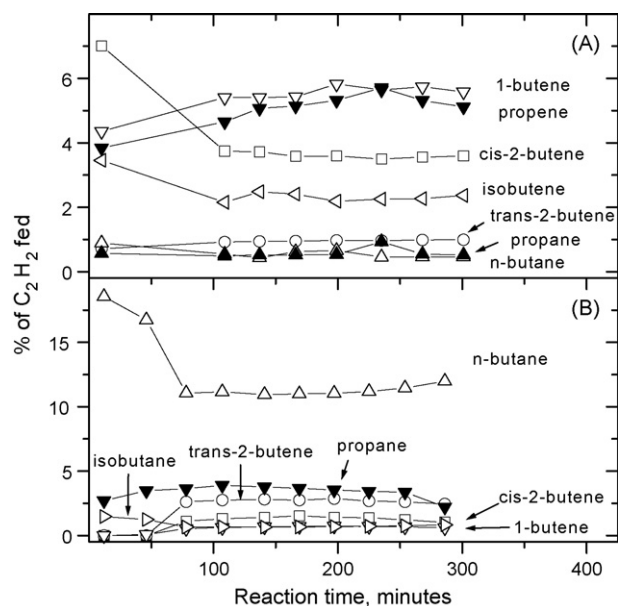 (A)
6
4
2
0
1-butene
propene
cis-2-butene
isobutene
trans-2-butene
propane
n-butane
% of C2H2 fed
(B)
15
10
5
0
n-butane
isobutane
trans-2-butene
propane
cis-2-butene
1-butene
0 100 200 300 400
Reaction time, minutes